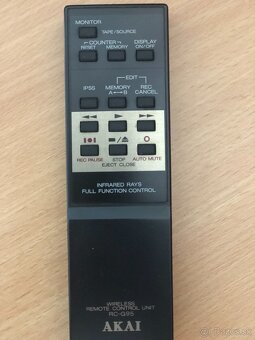 MONITOR
TAPE/SOURCE
COUNTER
DISPLAY
RESET MEMORY ON/OFF
EDIT
IPSS MEMORY REC
A B CANCEL
REC PAUSE STOP AUTO MUTE
EJECT CLOSE
INFRARED RAYS
FULL FUNCTION CONTROL
WIRELESS
REMOTE CONTROL UNIT
RC-G95
AKAI